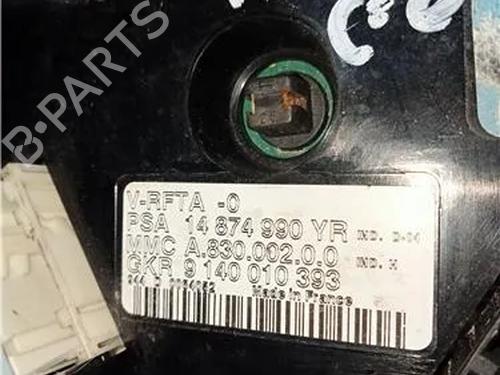 B-PARTS
V-RFTA -0
PSA 14 874 990 YR IND. D-04
MMC A.830.002.0.0 IND. H
GKR 9 140 010 393
Made in France